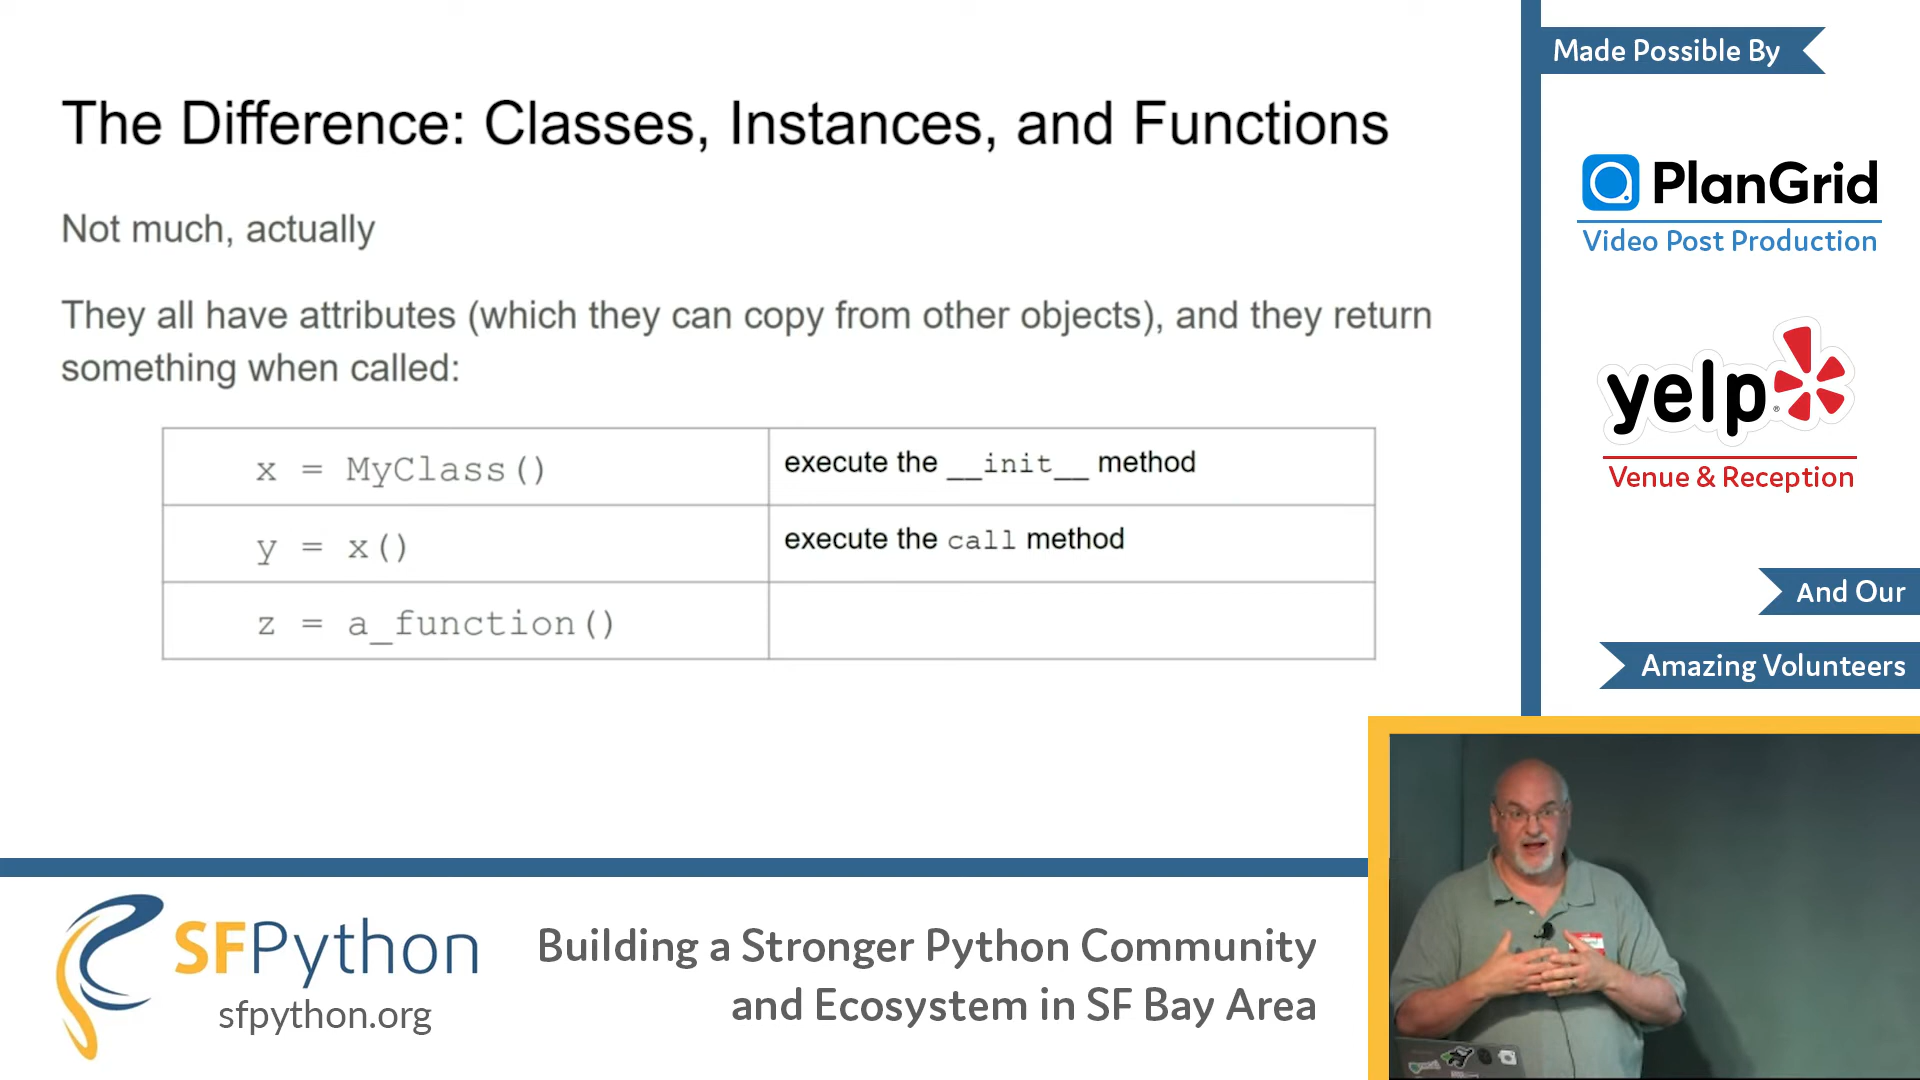 The Difference: Classes, Instances, and Functions
Not much, actually
They all have attributes (which they can copy from other objects), and they return
something when called:
x = MyClass()
execute the __init__ method
y = x()
execute the call method
z = a_function()
Made Possible By
PlanGrid
Video Post Production
yelp
Venue & Reception
And Our
Amazing Volunteers
SFPython
sfpython.org
Building a Stronger Python Community
and Ecosystem in SF Bay Area